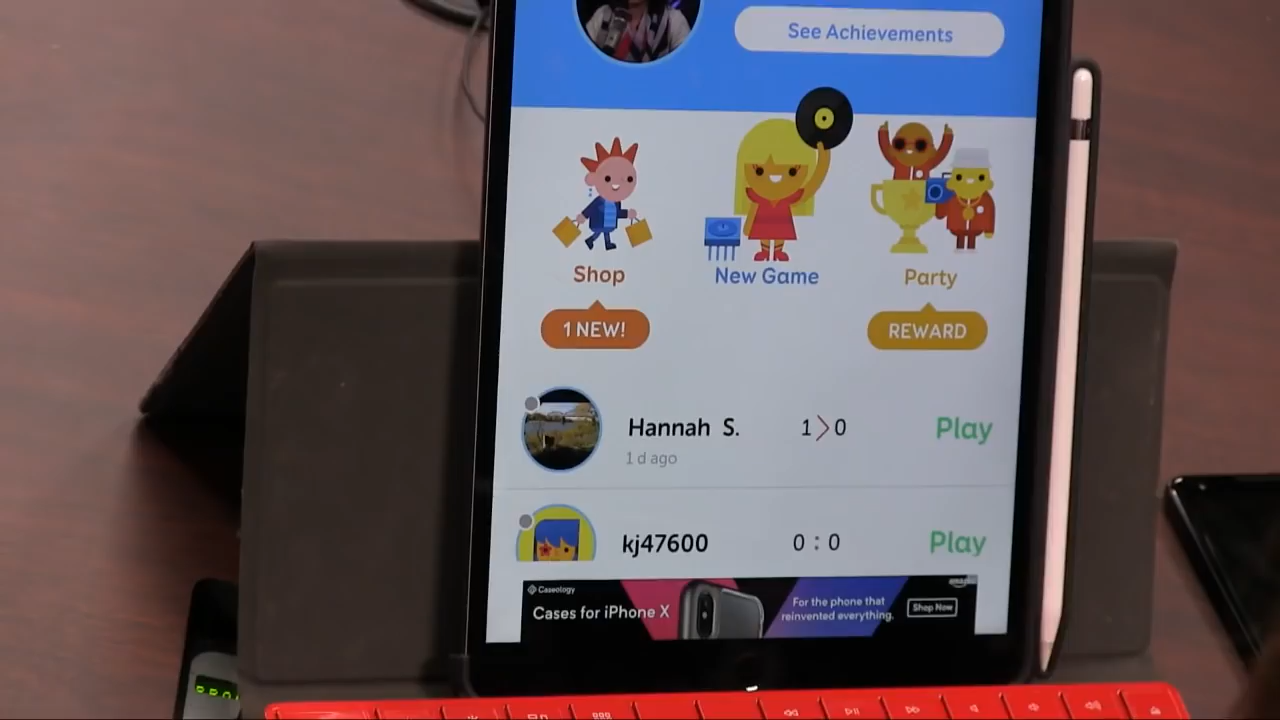 See Achievements
Shop
New Game
Party
1 NEW!
REWARD
Hannah S.
1 0
Play
1 d ago
kj47600
0 : 0
Play
Caseology
Cases for iPhone X
For the phone that
reinvented everything.
amazon
Shop Now